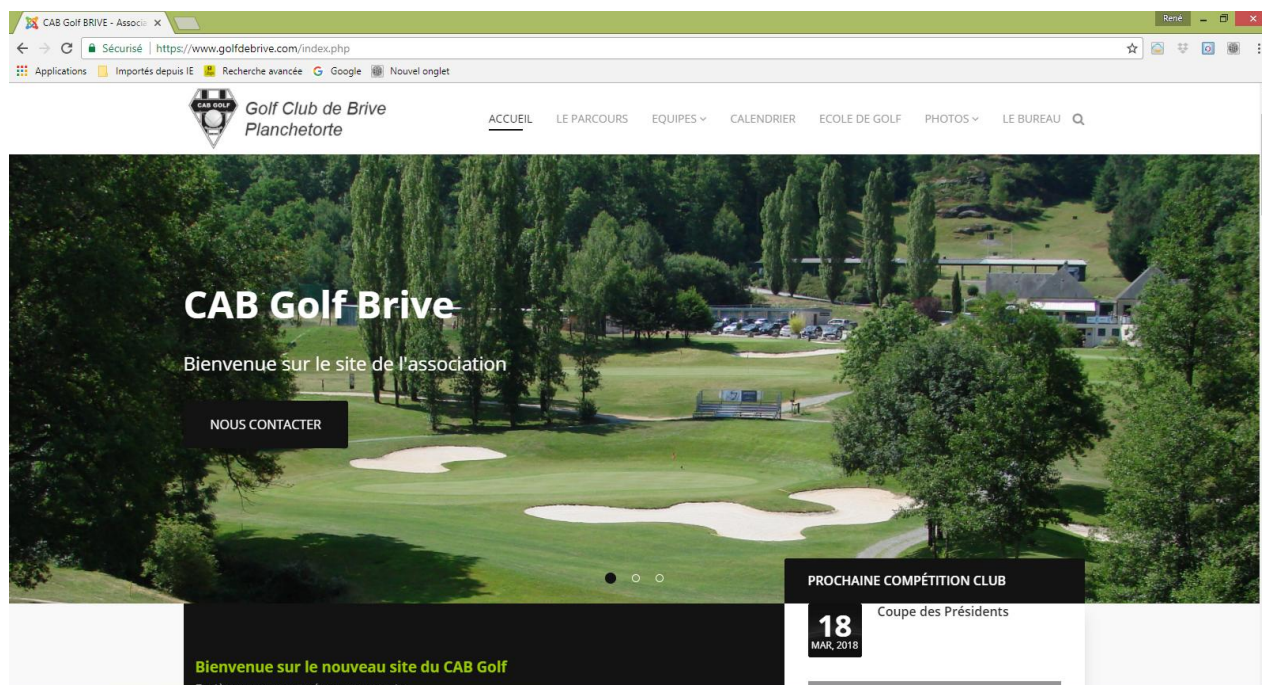 CAB Golf BRIVE - Associa
René
Sécurisé | https://www.golfdebrive.com/index.php
Applications Importés depuis IE Recherche avancée Google Nouvel onglet
CAB GOLF
Golf Club de Brive
Planchetorte
ACCUEIL LE PARCOURS EQUIPES CALENDRIER ECOLE DE GOLF PHOTOS LE BUREAU
CAB Golf Brive
Bienvenue sur le site de l'association
NOUS CONTACTER
PROCHAINE COMPÉTITION CLUB
18
MAR, 2018
Coupe des Présidents
Bienvenue sur le nouveau site du CAB Golf